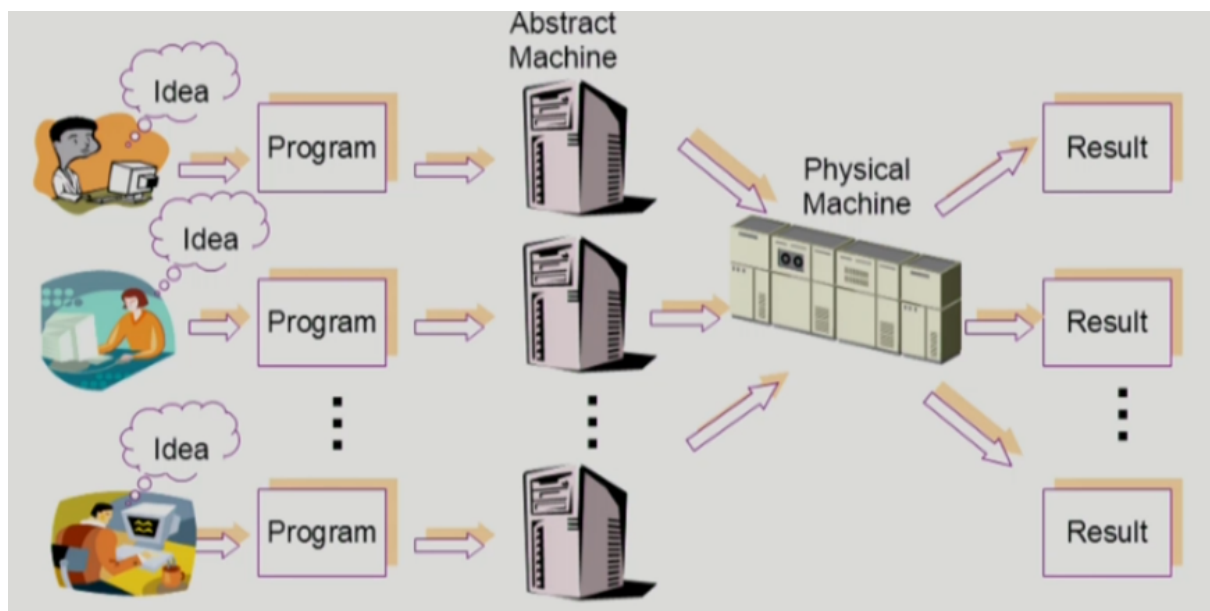 Abstract
Machine
Idea
Program
Physical
Machine
Result
Idea
Program
Result
Idea
Program
Result